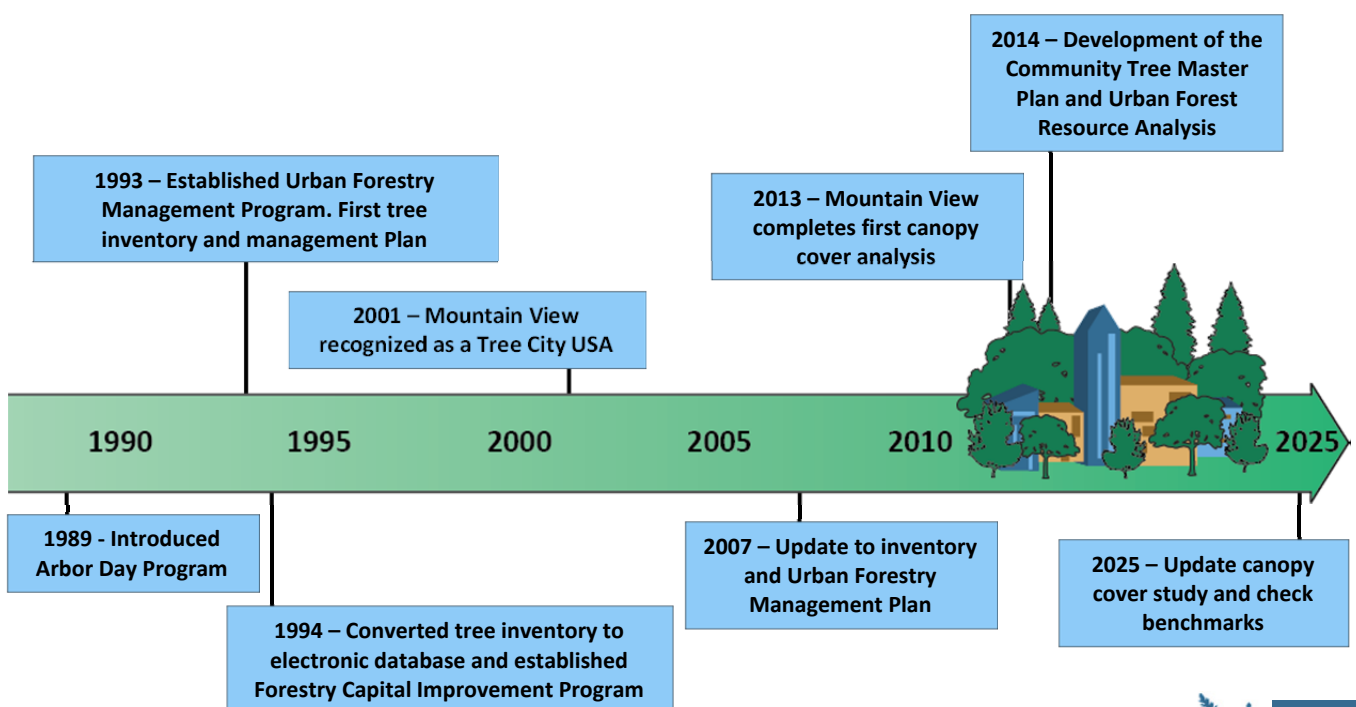 2014 – Development of the
Community Tree Master
Plan and Urban Forest
Resource Analysis
1993 – Established Urban Forestry
Management Program. First tree
inventory and management Plan
2013 – Mountain View
completes first canopy
cover analysis
2001 – Mountain View
recognized as a Tree City USA
1990
1995
2000
2005
2010
2025
1989 - Introduced
Arbor Day Program
2007 – Update to inventory
and Urban Forestry
Management Plan
2025 – Update canopy
cover study and check
benchmarks
1994 – Converted tree inventory to
electronic database and established
Forestry Capital Improvement Program